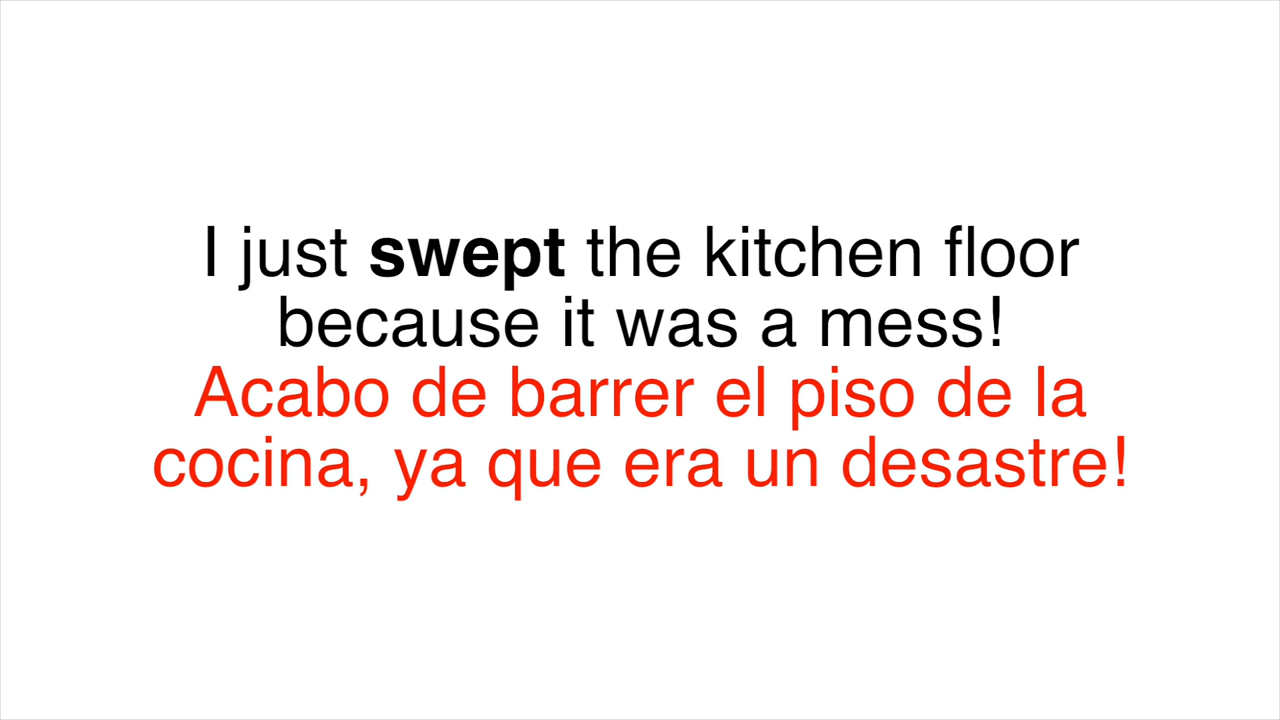 I just swept the kitchen floor
because it was a mess!
Acabo de barrer el piso de la
cocina, ya que era un desastre!